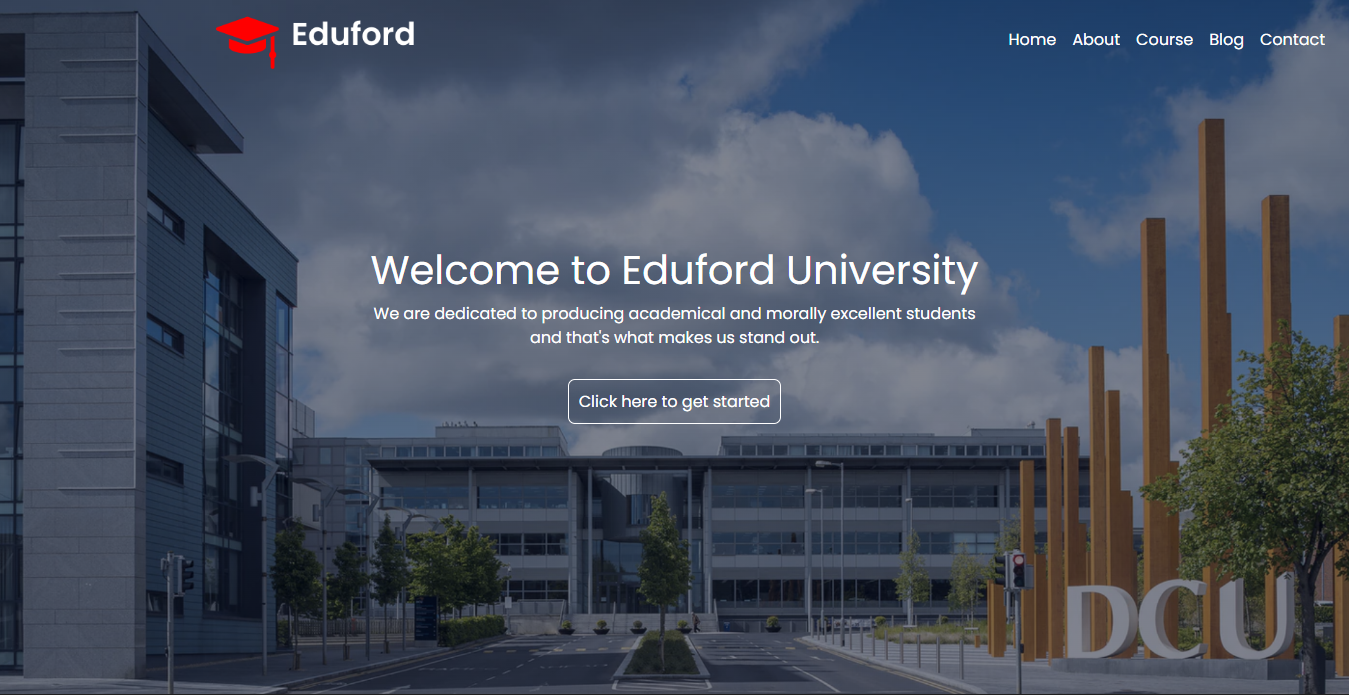 Eduford
Home About Course Blog Contact
Welcome to Eduford University
We are dedicated to producing academical and morally excellent students
and that's what makes us stand out.
Click here to get started
DCU